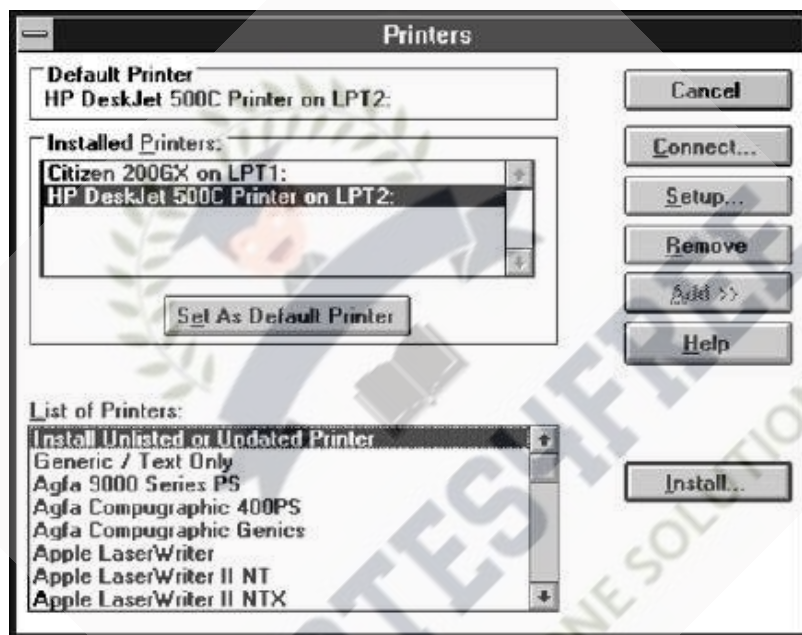 Printers
Default Printer
HP DeskJet 500C Printer on LPT2:
Cancel
Installed Printers:
Connect...
Citizen 200GX on LPT1:
HP DeskJet 500C Printer on LPT2:
Setup...
Remove
Add >>
Set As Default Printer
Help
List of Printers:
Install Unlisted or Updated Printer
Generic / Text Only
Agfa 9000 Series PS
Install...
Agfa Compugraphic 400PS
Agfa Compugraphic Genics
Apple LaserWriter
Apple LaserWriter II NT
Apple LaserWriter II NTX